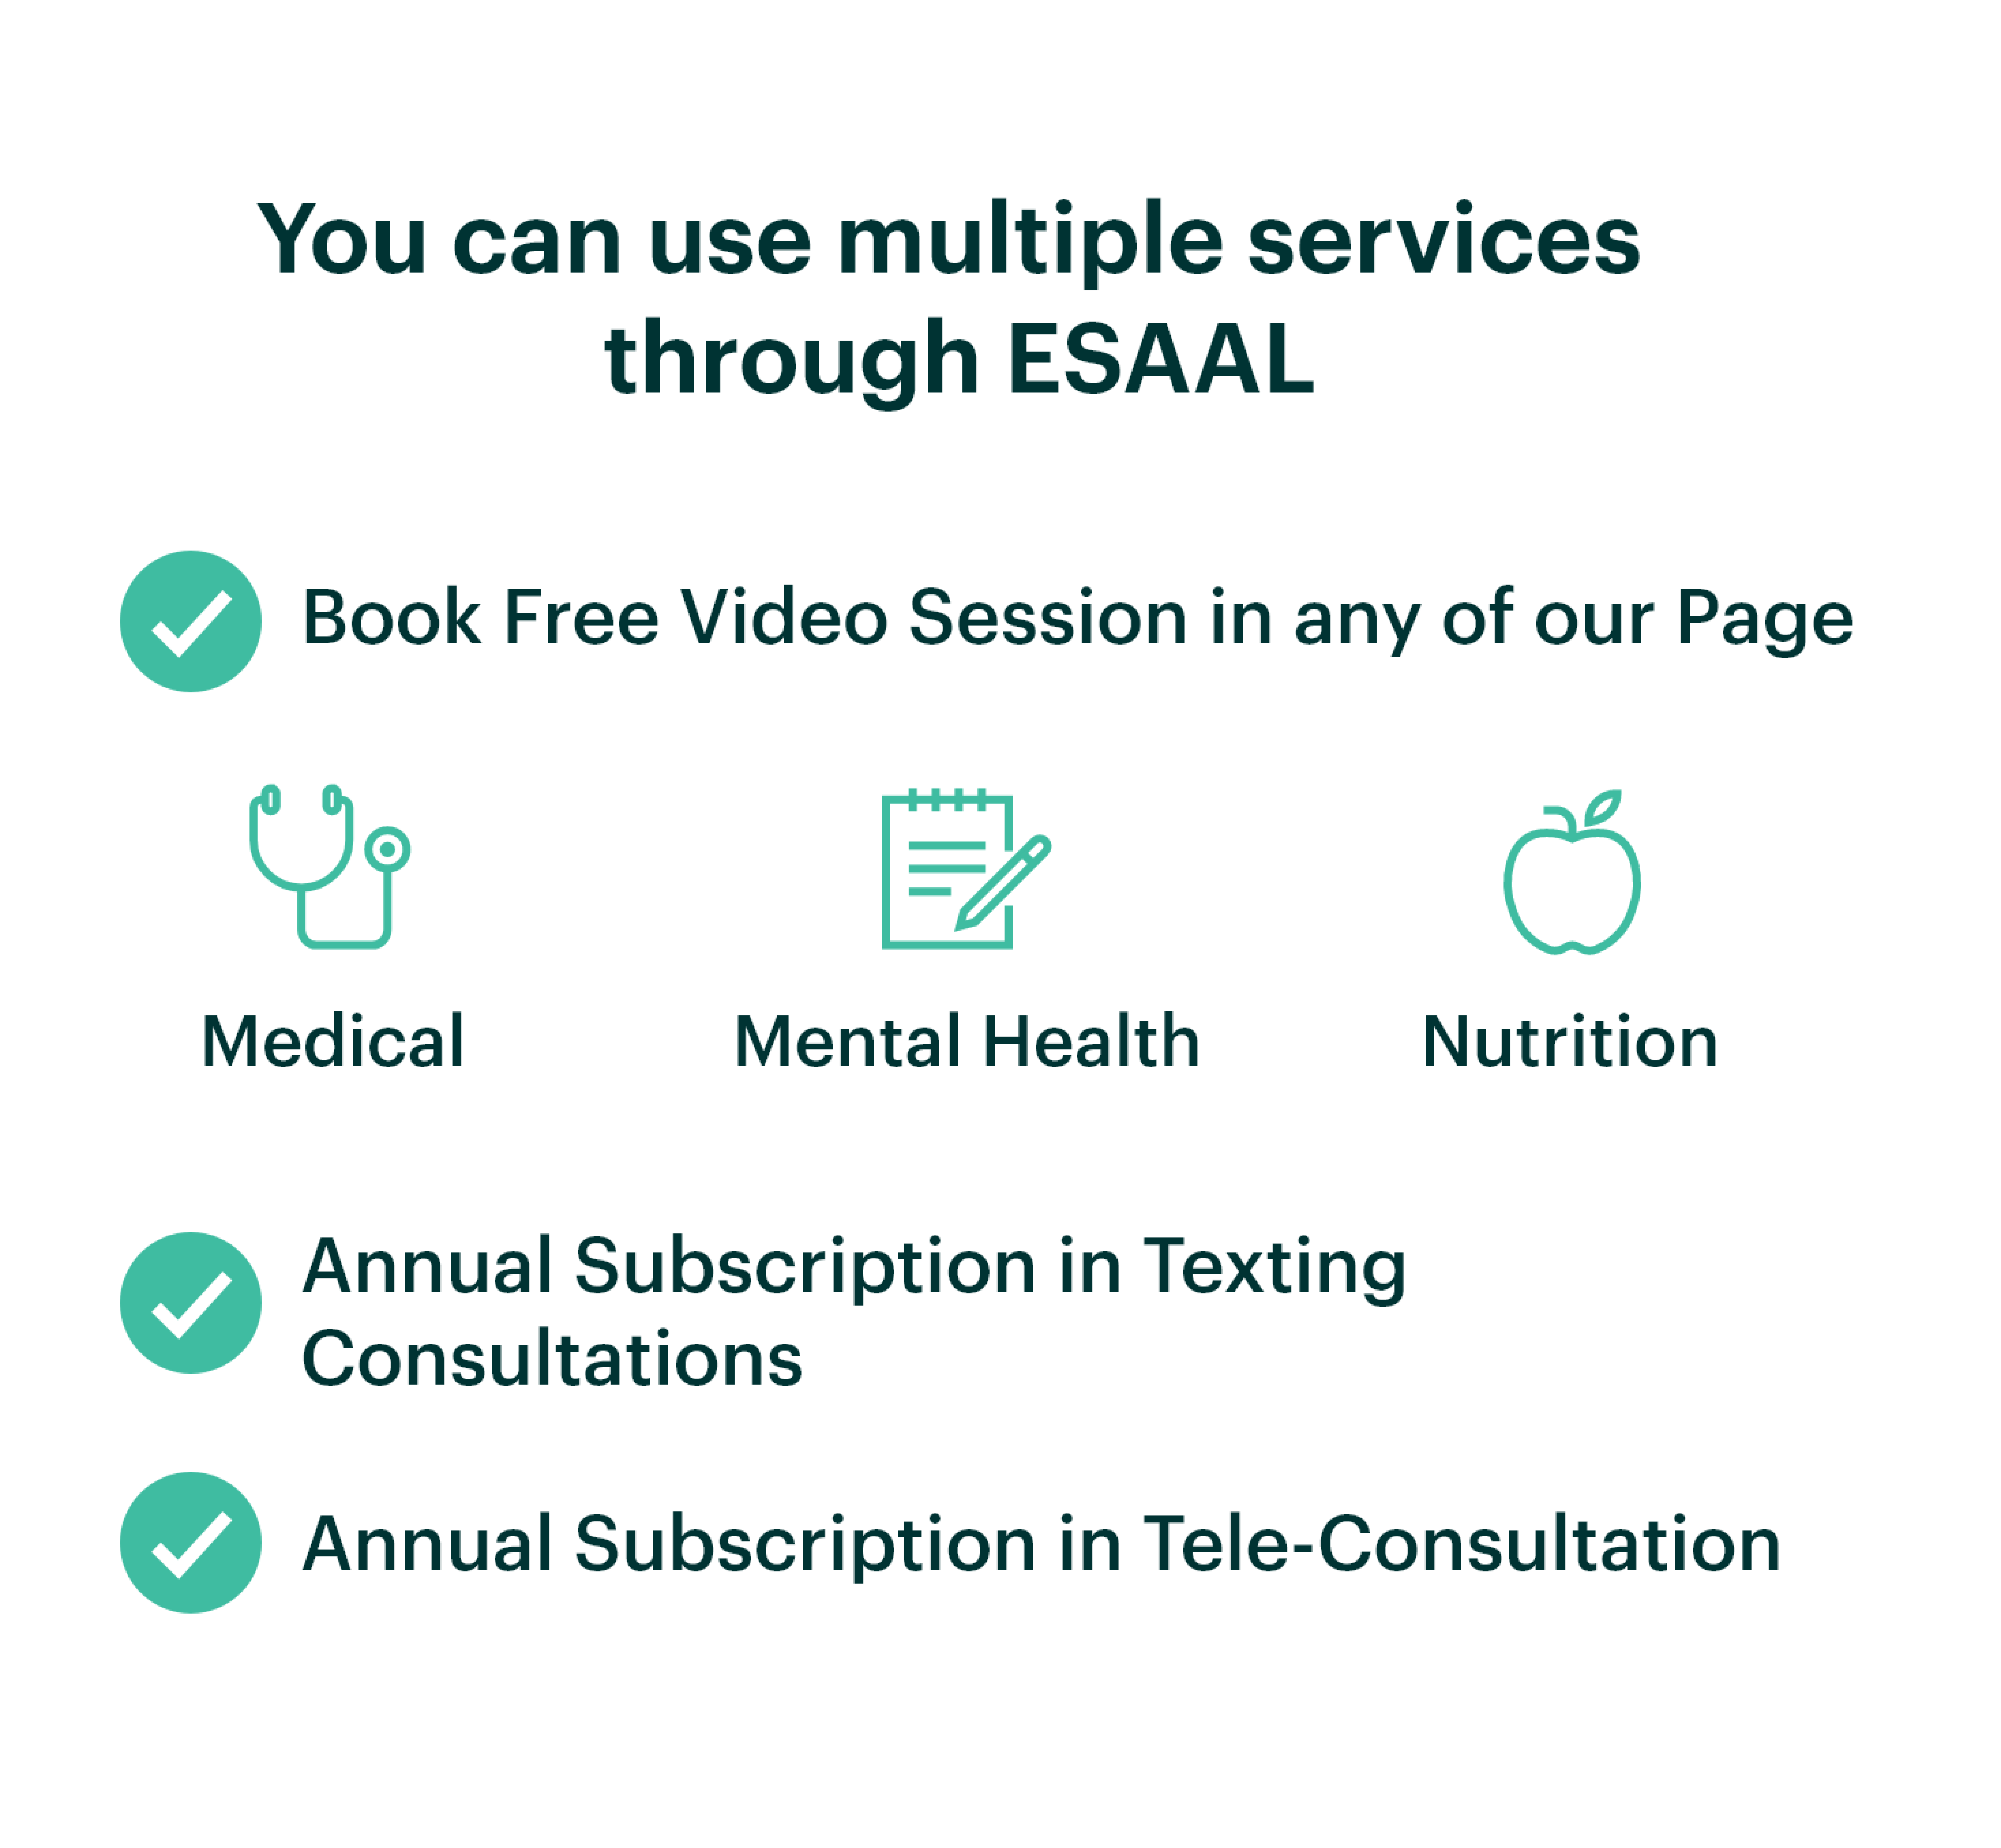 You can use multiple services
through ESAAL
Book Free Video Session in any of our Page
Medical
Mental Health
Nutrition
Annual Subscription in Texting
Consultations
Annual Subscription in Tele-Consultation